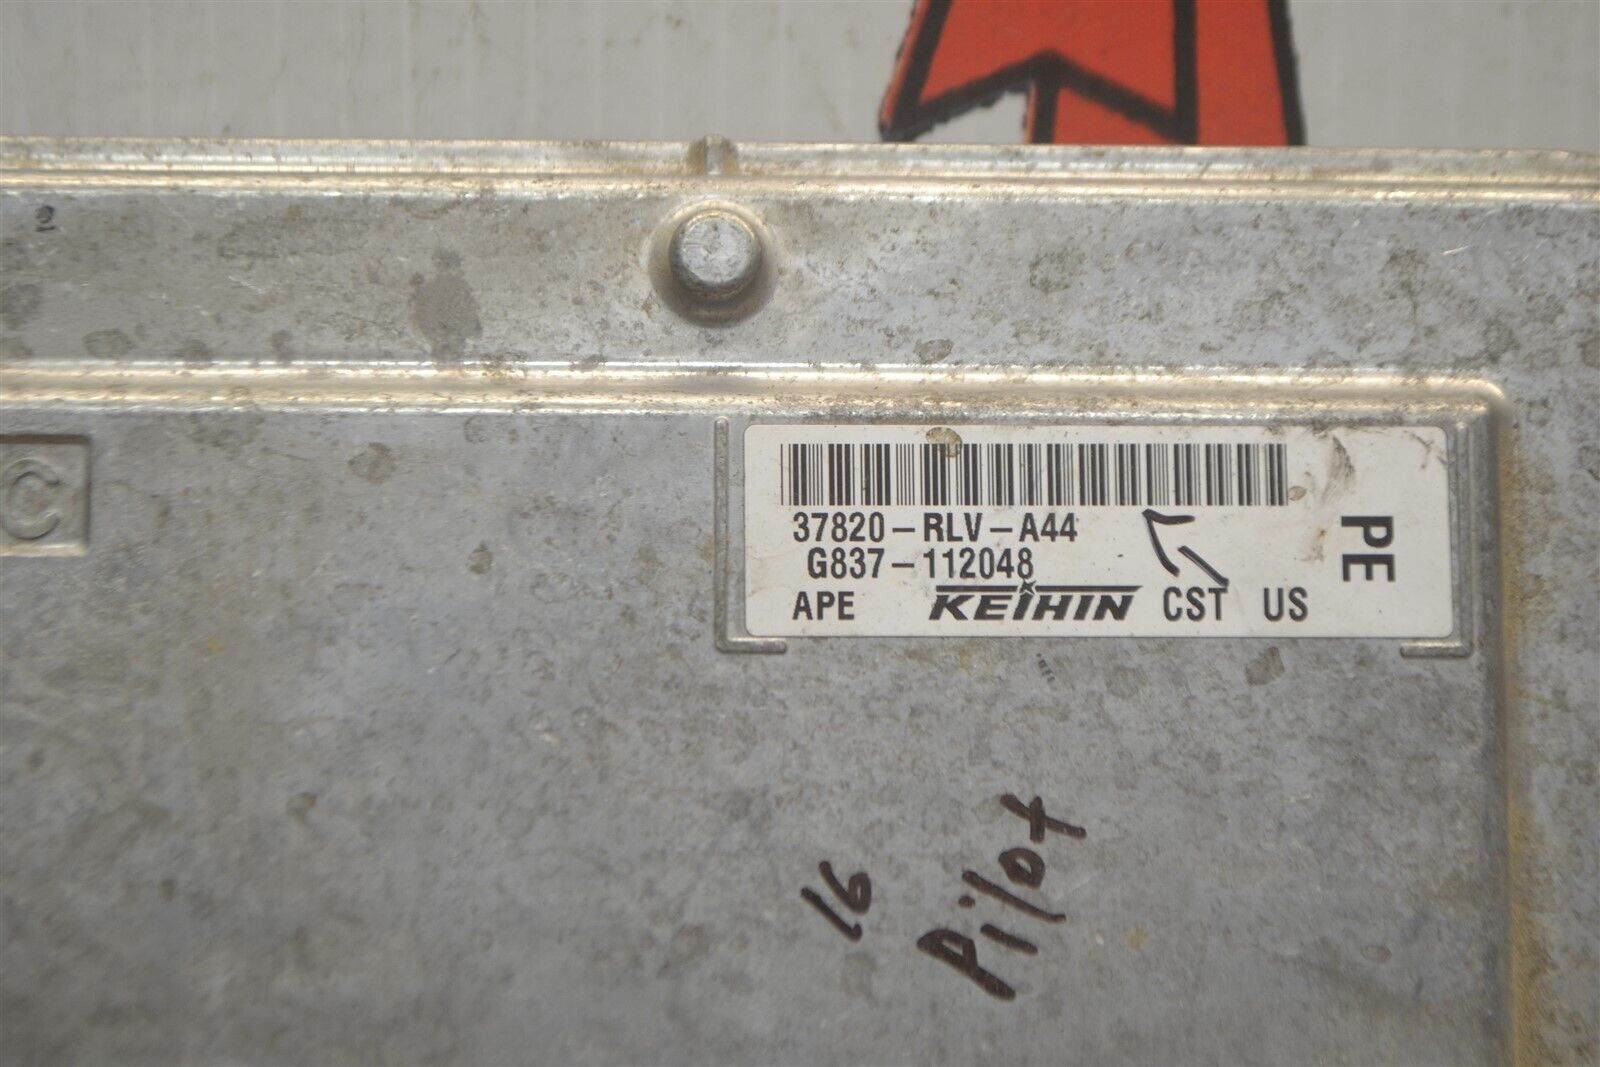 C
37820-RLV-A44
G837-112048
APE KEIHIN CST US
PE
16
Pilot